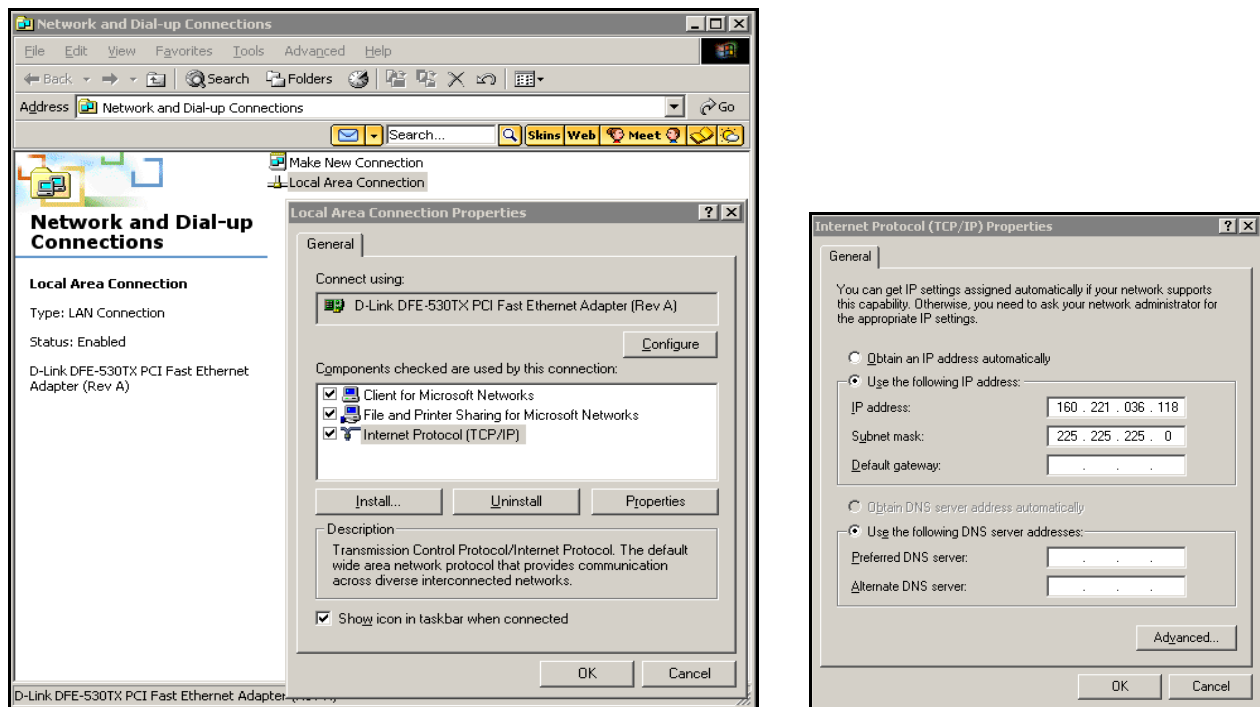 Network and Dial-up Connections
File Edit View Favorites Tools Advanced Help
Back Search Folders
Address Network and Dial-up Connections Go
Search... Skins Web Meet
Make New Connection
Local Area Connection
Network and Dial-up
Connections
Local Area Connection
Type: LAN Connection
Status: Enabled
D-Link DFE-530TX PCI Fast Ethernet
Adapter (Rev A)
D-Link DFE-530TX PCI Fast Ethernet Adapter
Local Area Connection Properties
General
Connect using:
D-Link DFE-530TX PCI Fast Ethernet Adapter (Rev A)
Configure
Components checked are used by this connection:
Client for Microsoft Networks
File and Printer Sharing for Microsoft Networks
Internet Protocol (TCP/IP)
Install... Uninstall Properties
Description
Transmission Control Protocol/Internet Protocol. The default
wide area network protocol that provides communication
across diverse interconnected networks.
Show icon in taskbar when connected
OK Cancel
Internet Protocol (TCP/IP) Properties
General
You can get IP settings assigned automatically if your network supports
this capability. Otherwise, you need to ask your network administrator for
the appropriate IP settings.
Obtain an IP address automatically
Use the following IP address:
IP address: 160 . 221 . 036 . 118
Subnet mask: 225 . 225 . 225 . 0
Default gateway: . . .
Obtain DNS server address automatically
Use the following DNS server addresses:
Preferred DNS server: . . .
Alternate DNS server: . . .
Advanced...
OK Cancel